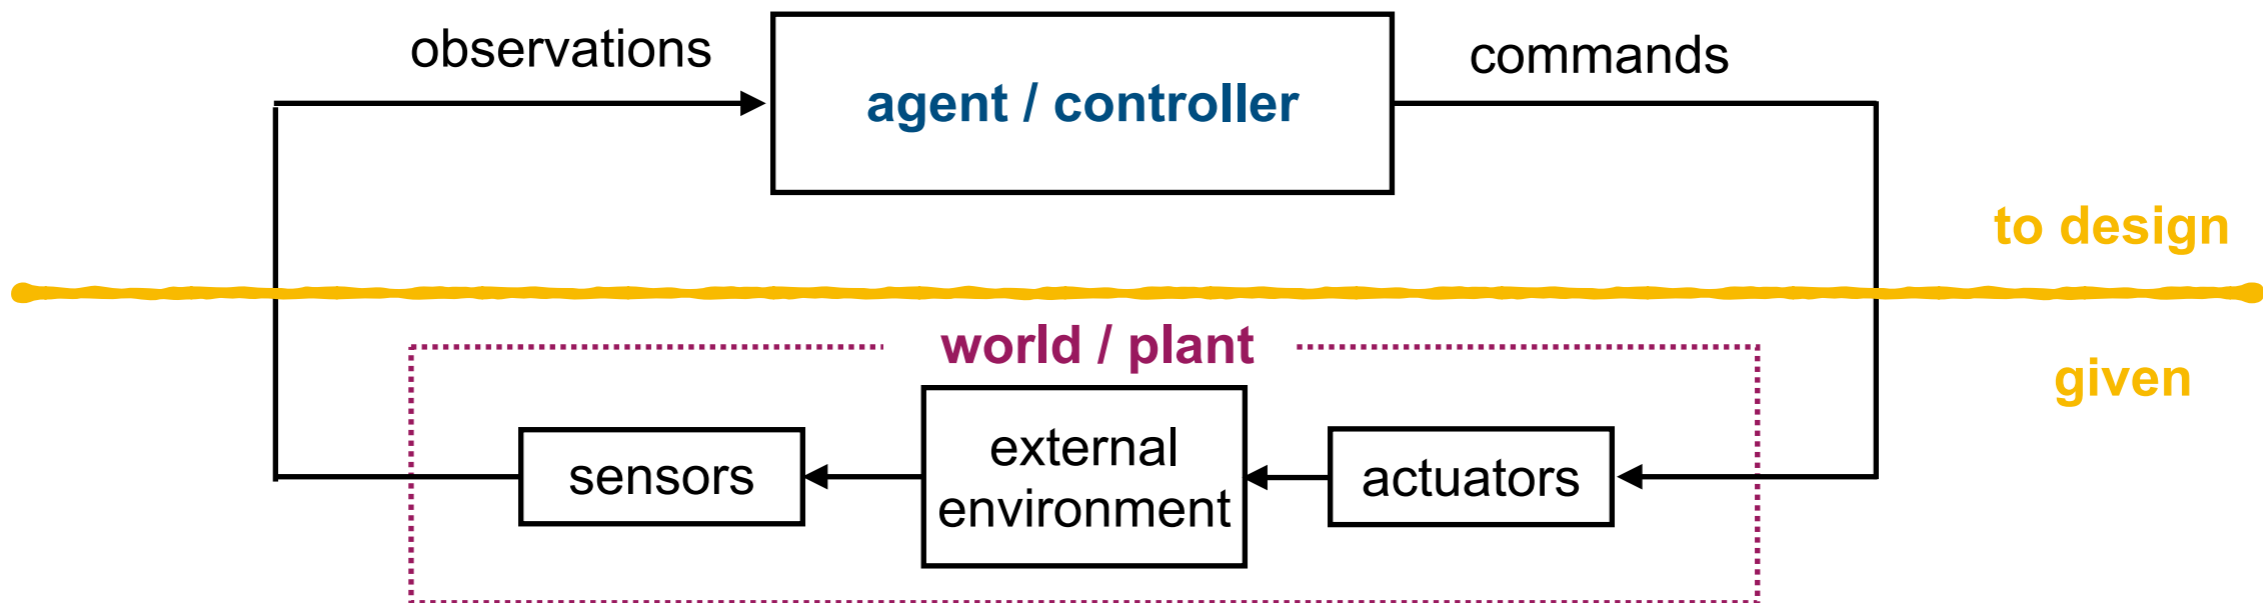 observations
agent / controller
commands
to design
world / plant
given
sensors
external
environment
actuators